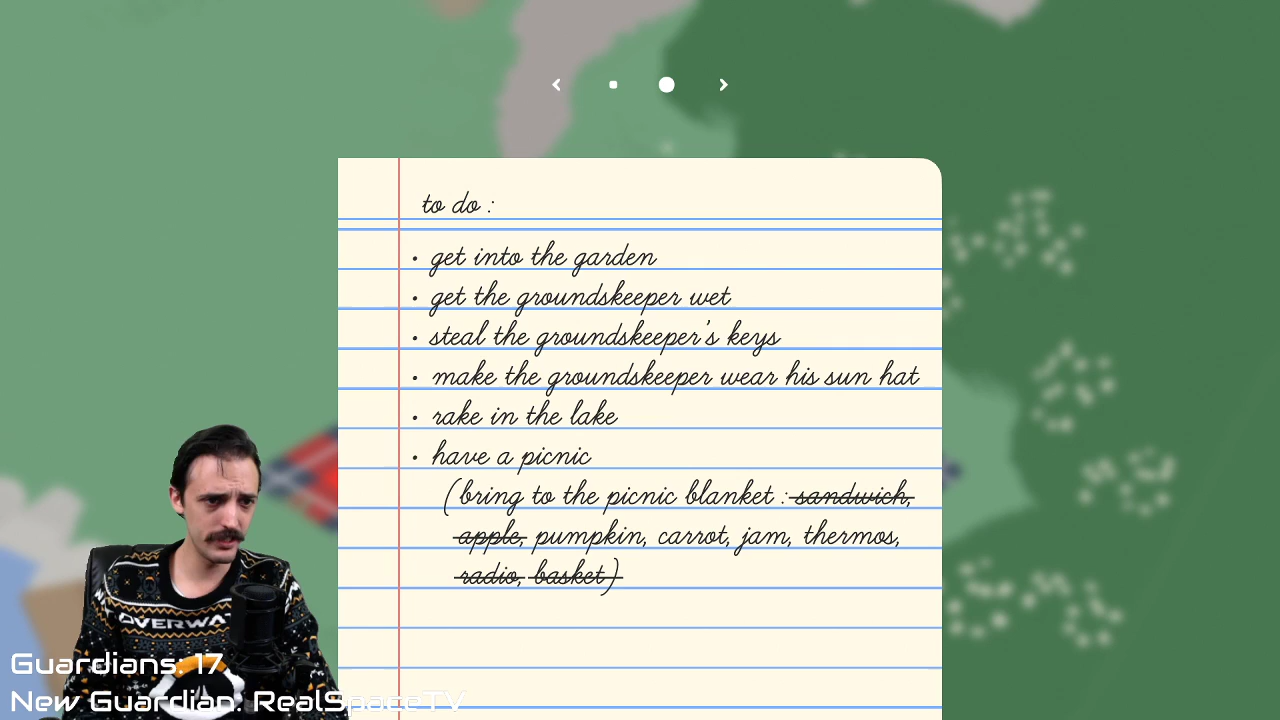 to do :
• get into the garden
• get the groundskeeper wet
• steal the groundskeeper's keys
• make the groundskeeper wear his sun hat
• rake in the lake
• have a picnic
(bring to the picnic blanket : sandwich,
apple, pumpkin, carrot, jam, thermos,
radio, basket)
OVERWAT
Guardians: 17
New Guardian: RealSpaceTV